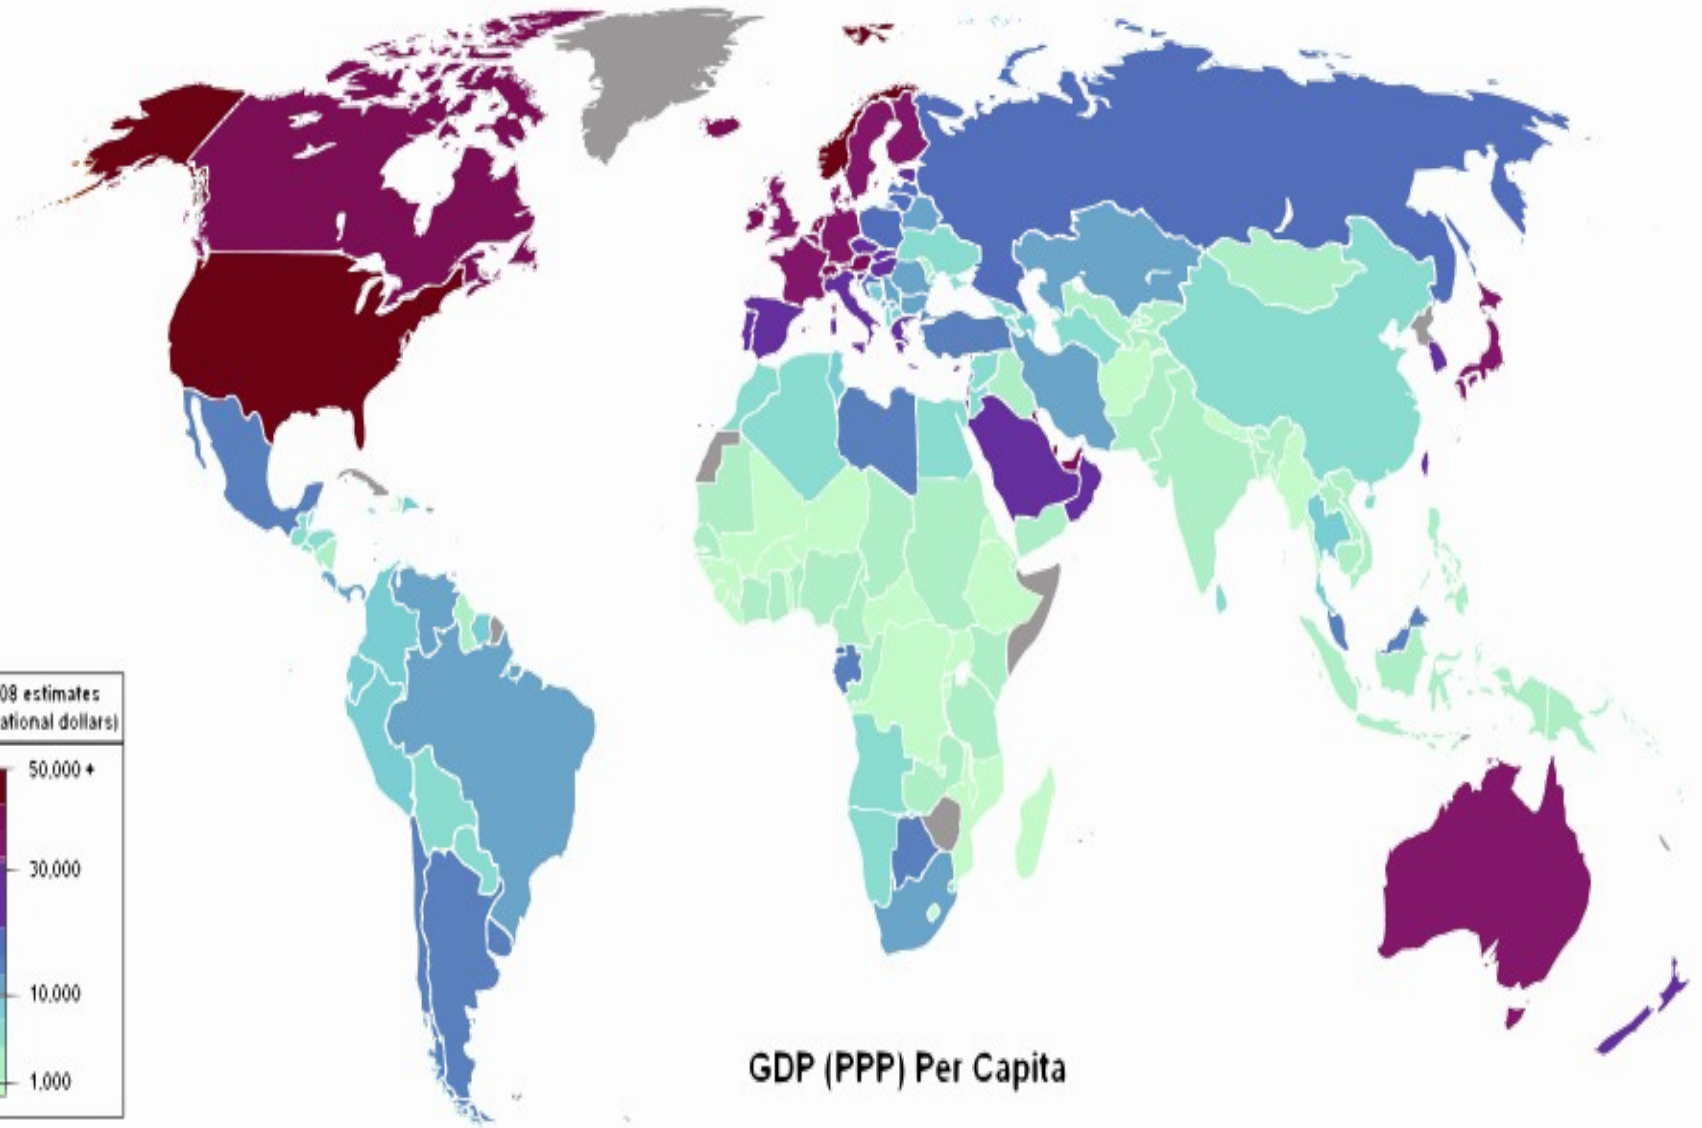 08 estimates
ational dollars)
50,000 +
30,000
10,000
1,000
GDP (PPP) Per Capita